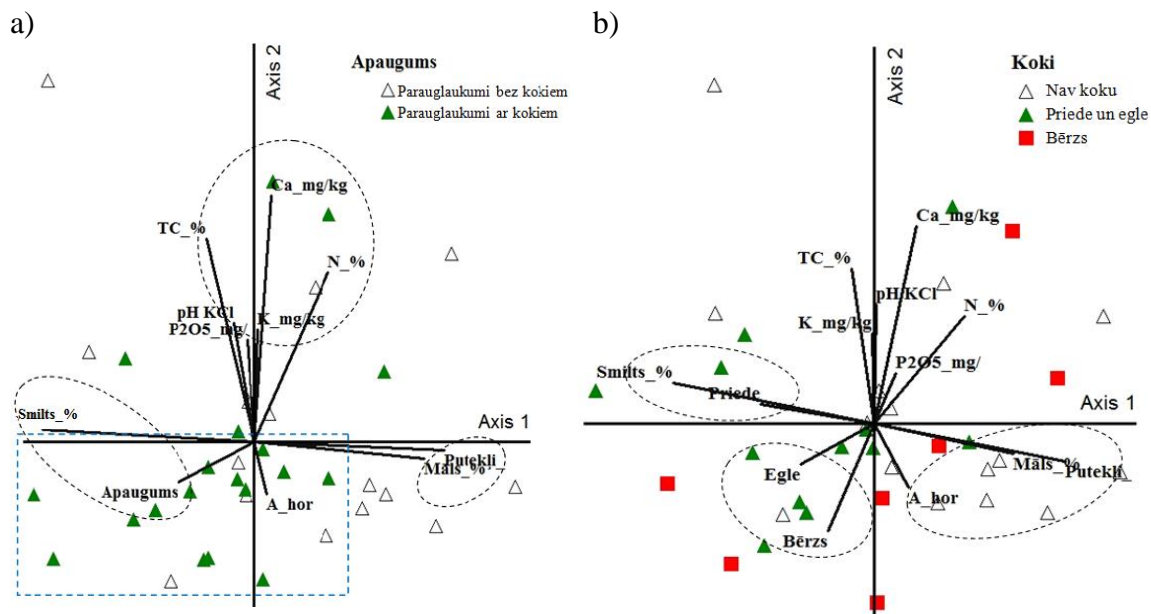 a)
Axis 2
Apaugums
Parauglaukumi bez kokiem
Parauglaukumi ar kokiem
Ca_mg/kg
TC_%
N_%
pH KCl
P2O5_mg/
K_mg/kg
Smilts_%
Axis 1
Putekli_
Māls_%
Apaugums
A_hor
b)
Axis 2
Koki
Nav koku
Priede un egle
Bērzs
Ca_mg/kg
TC_%
pH KCl
N_%
K_mg/kg
P2O5_mg/
Smilts_%
Priede
Axis 1
Māls_%
Putekli_
Egle
A_hor
Bērzs